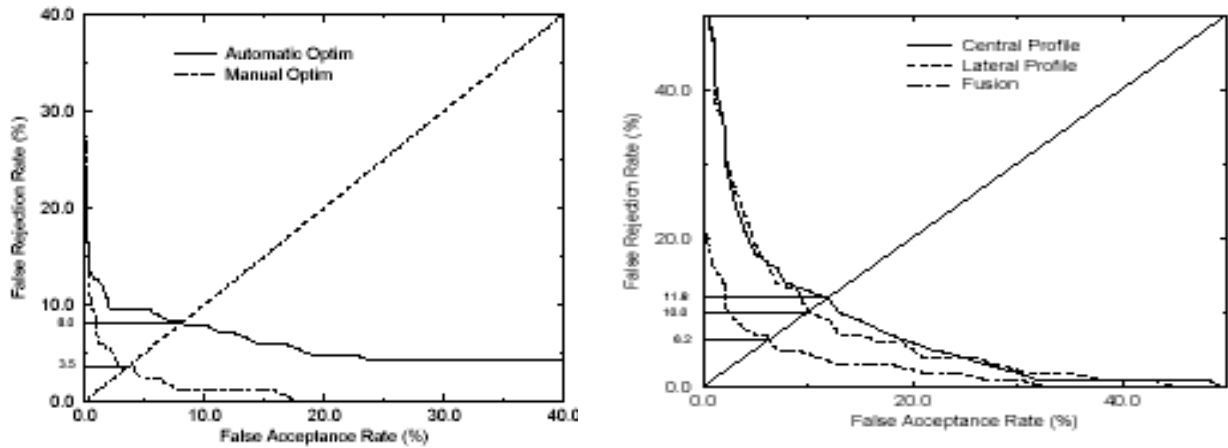 40.0
30.0
20.0
10.0
3.5
0.0
False Rejection Rate (%)
Automatic Optim
Manual Optim
0.0 10.0 20.0 30.0 40.0
False Acceptance Rate (%)
40.0
20.0
11.8
10.0
6.2
0.0
False Rejection Rate (%)
Central Profile
Lateral Profile
Fusion
0.0 20.0 40.0
False Acceptance Rate (%)